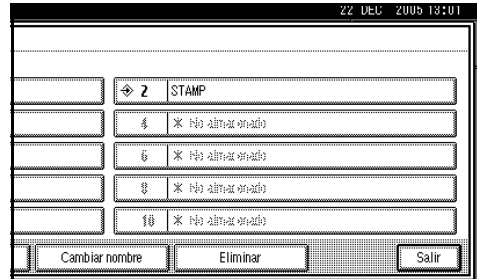 22 DEC 2005 13:01
2 STAMP
4 * No almacenado
6 * No almacenado
8 * No almacenado
10 * No almacenado
Cambiar nombre Eliminar Salir